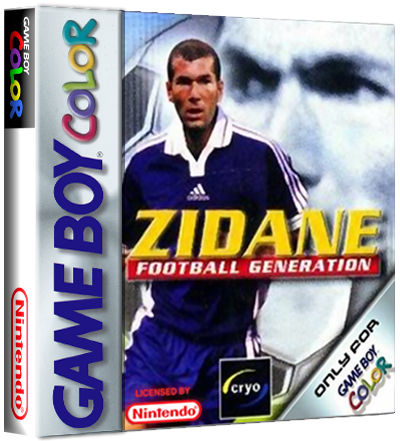 GAME BOY
COLOR
Nintendo
GAME BOY COLOR
adidas
ZIDANE
FOOTBALL GENERATION
LICENSED BY
Nintendo
cryo
ONLY FOR
GAME BOY
COLOR